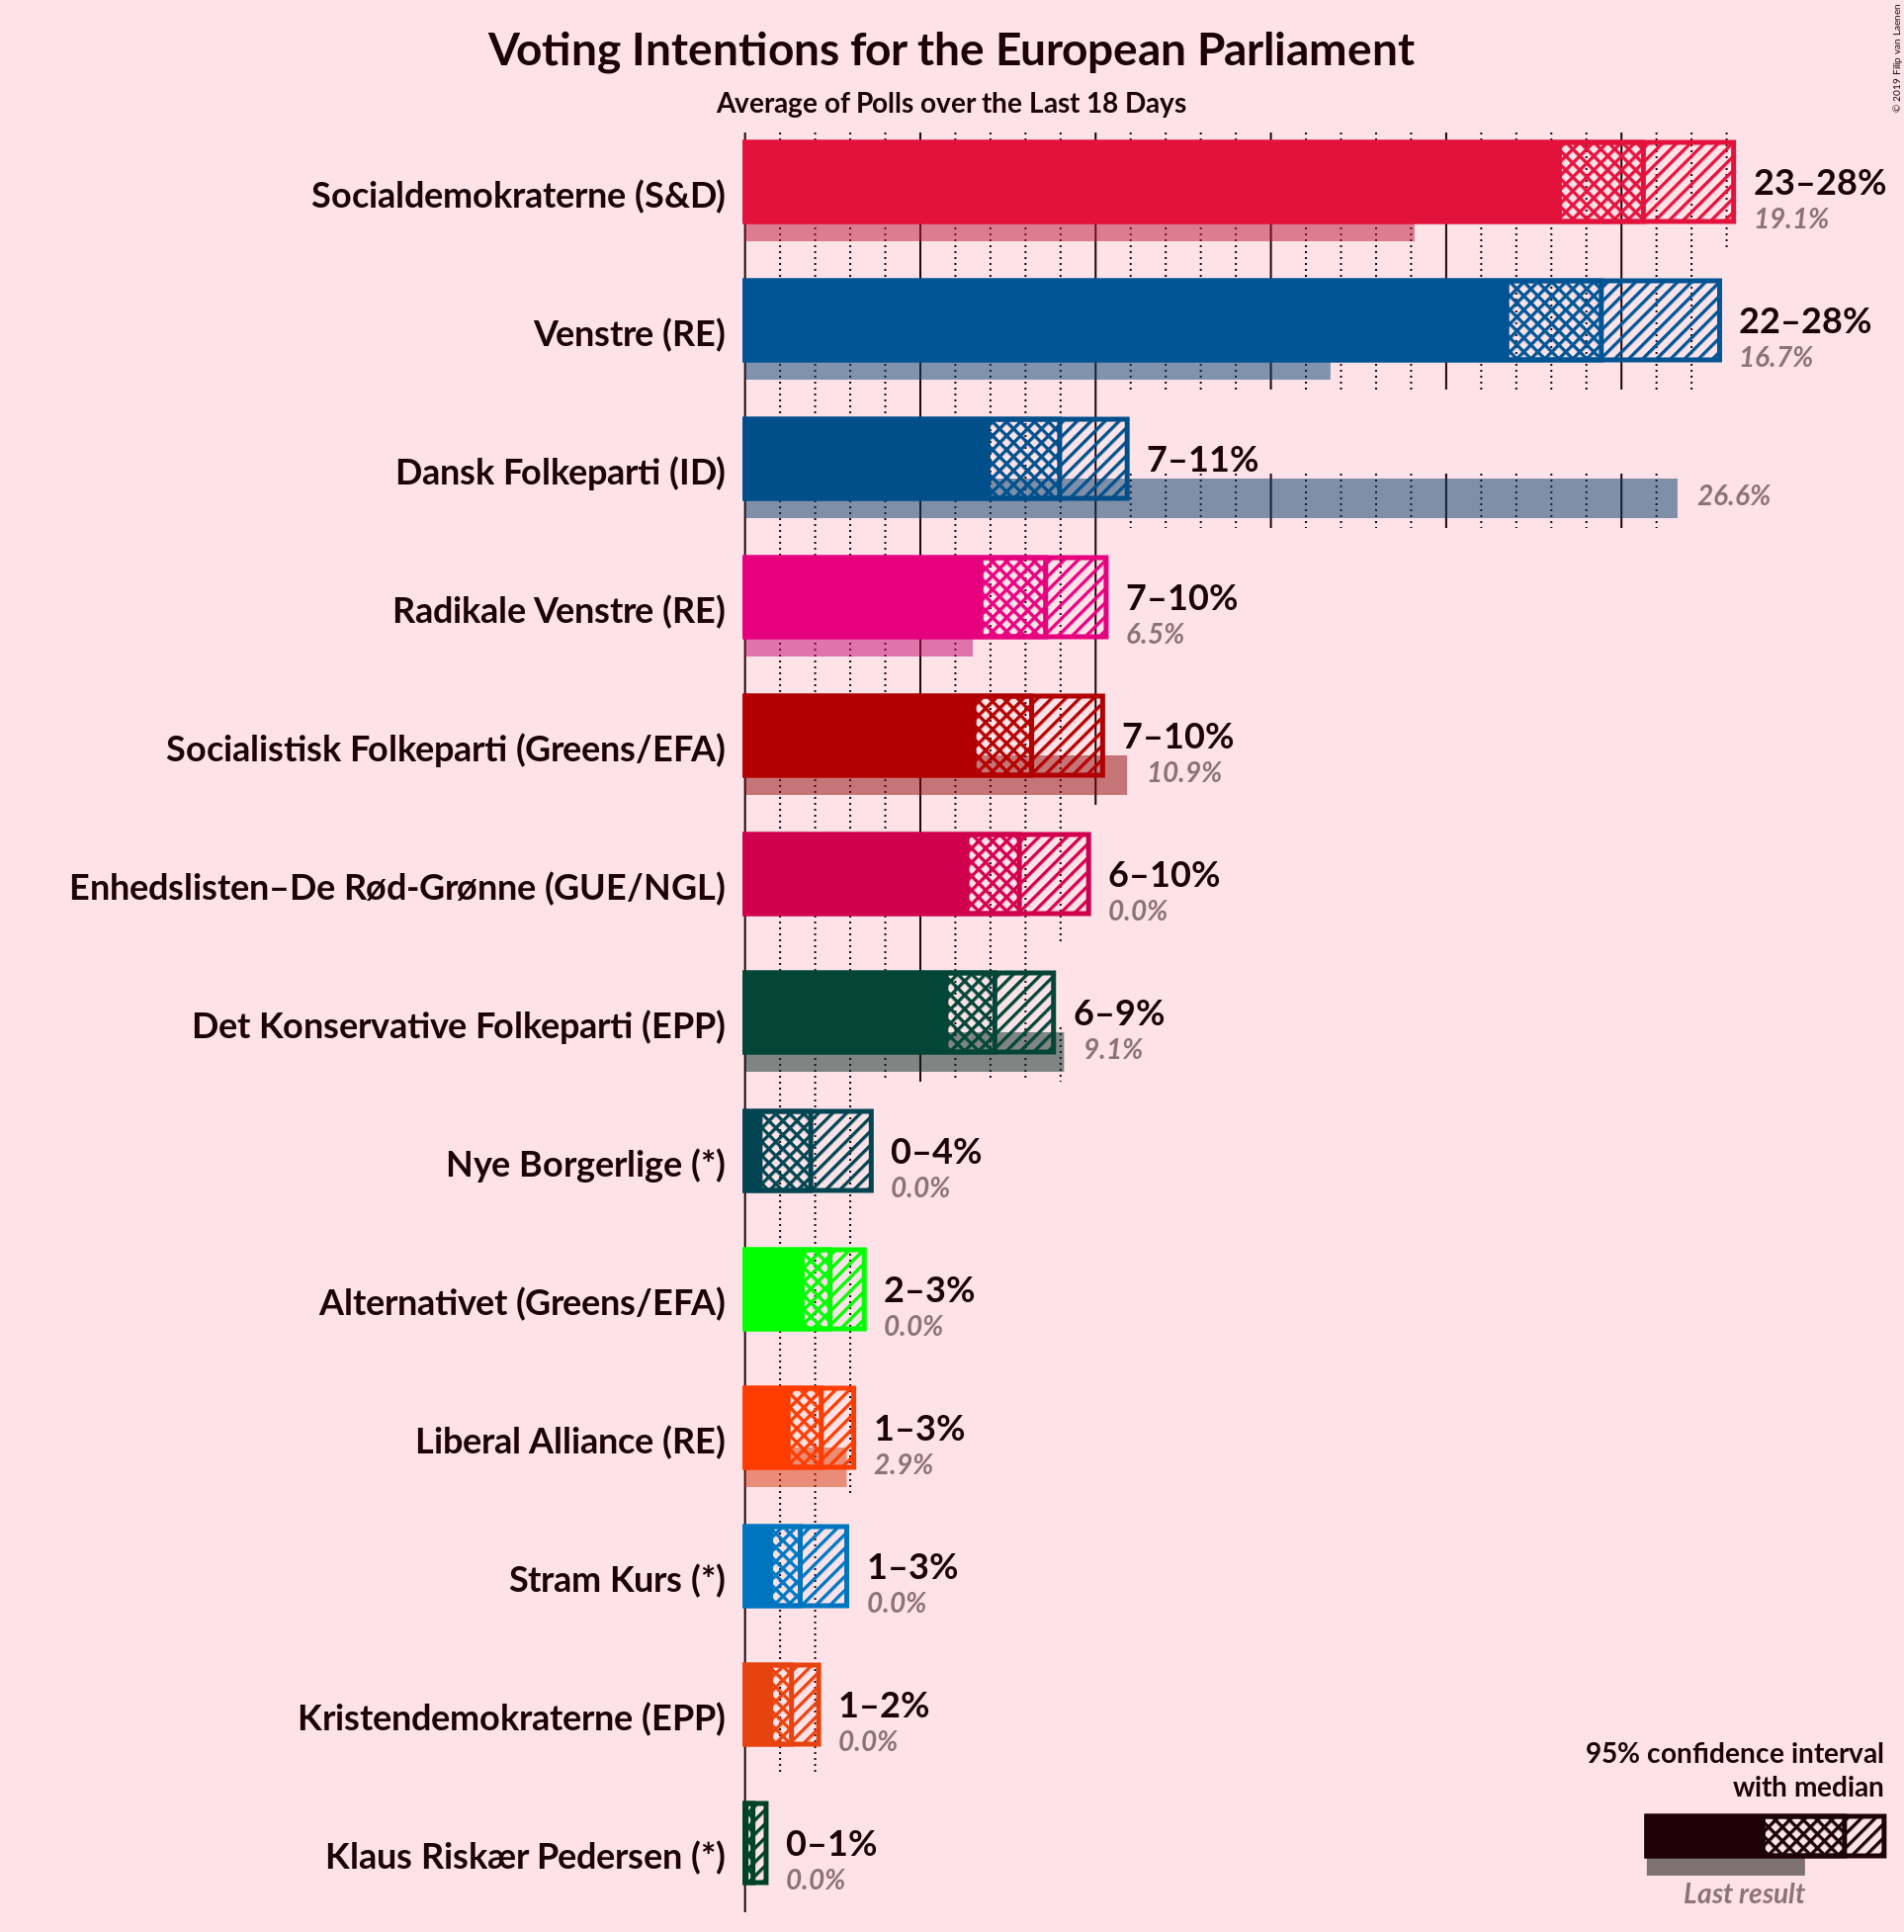 Voting Intentions for the European Parliament
Average of Polls over the Last 18 Days
© 2019 Filip van Laenen
Socialdemokraterne (S&D)
23–28%
19.1%
Venstre (RE)
22–28%
16.7%
Dansk Folkeparti (ID)
7–11%
26.6%
Radikale Venstre (RE)
7–10%
6.5%
Socialistisk Folkeparti (Greens/EFA)
7–10%
10.9%
Enhedslisten–De Rød-Grønne (GUE/NGL)
6–10%
0.0%
Det Konservative Folkeparti (EPP)
6–9%
9.1%
Nye Borgerlige (*)
0–4%
0.0%
Alternativet (Greens/EFA)
2–3%
0.0%
Liberal Alliance (RE)
1–3%
2.9%
Stram Kurs (*)
1–3%
0.0%
Kristendemokraterne (EPP)
1–2%
0.0%
Klaus Riskær Pedersen (*)
0–1%
0.0%
95% confidence interval
with median
Last result